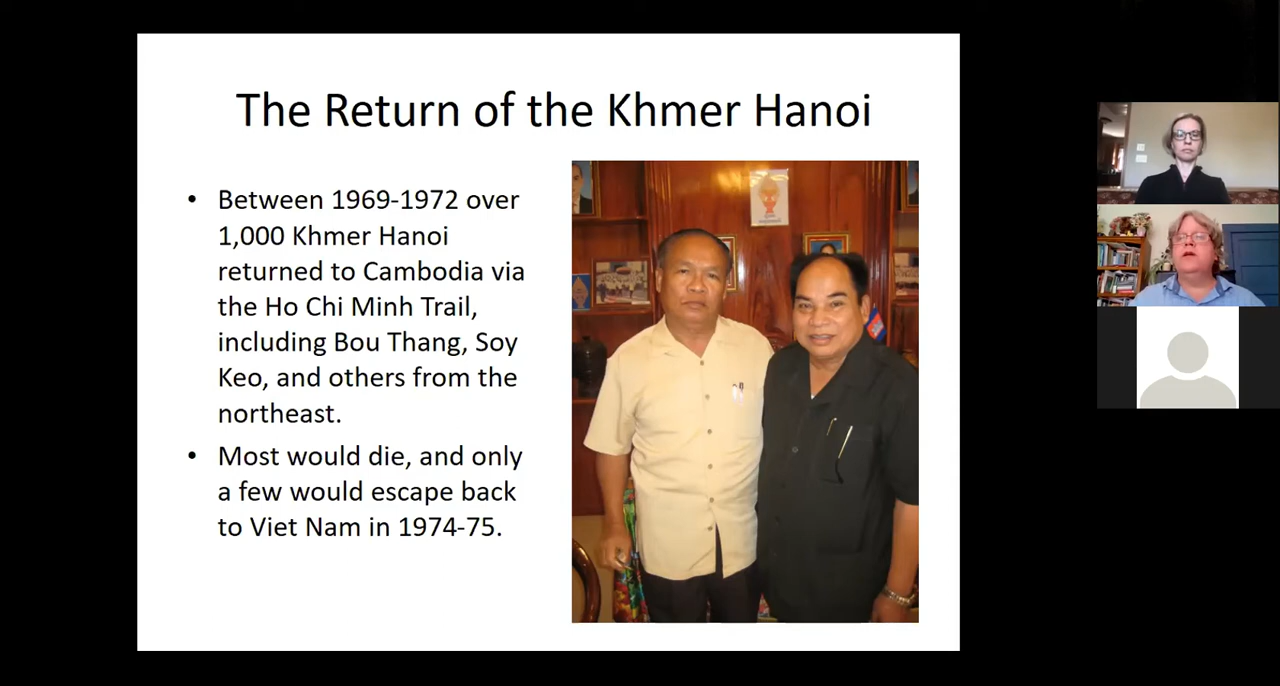 The Return of the Khmer Hanoi
• Between 1969-1972 over
1,000 Khmer Hanoi
returned to Cambodia via
the Ho Chi Minh Trail,
including Bou Thang, Soy
Keo, and others from the
northeast.
• Most would die, and only
a few would escape back
to Viet Nam in 1974-75.